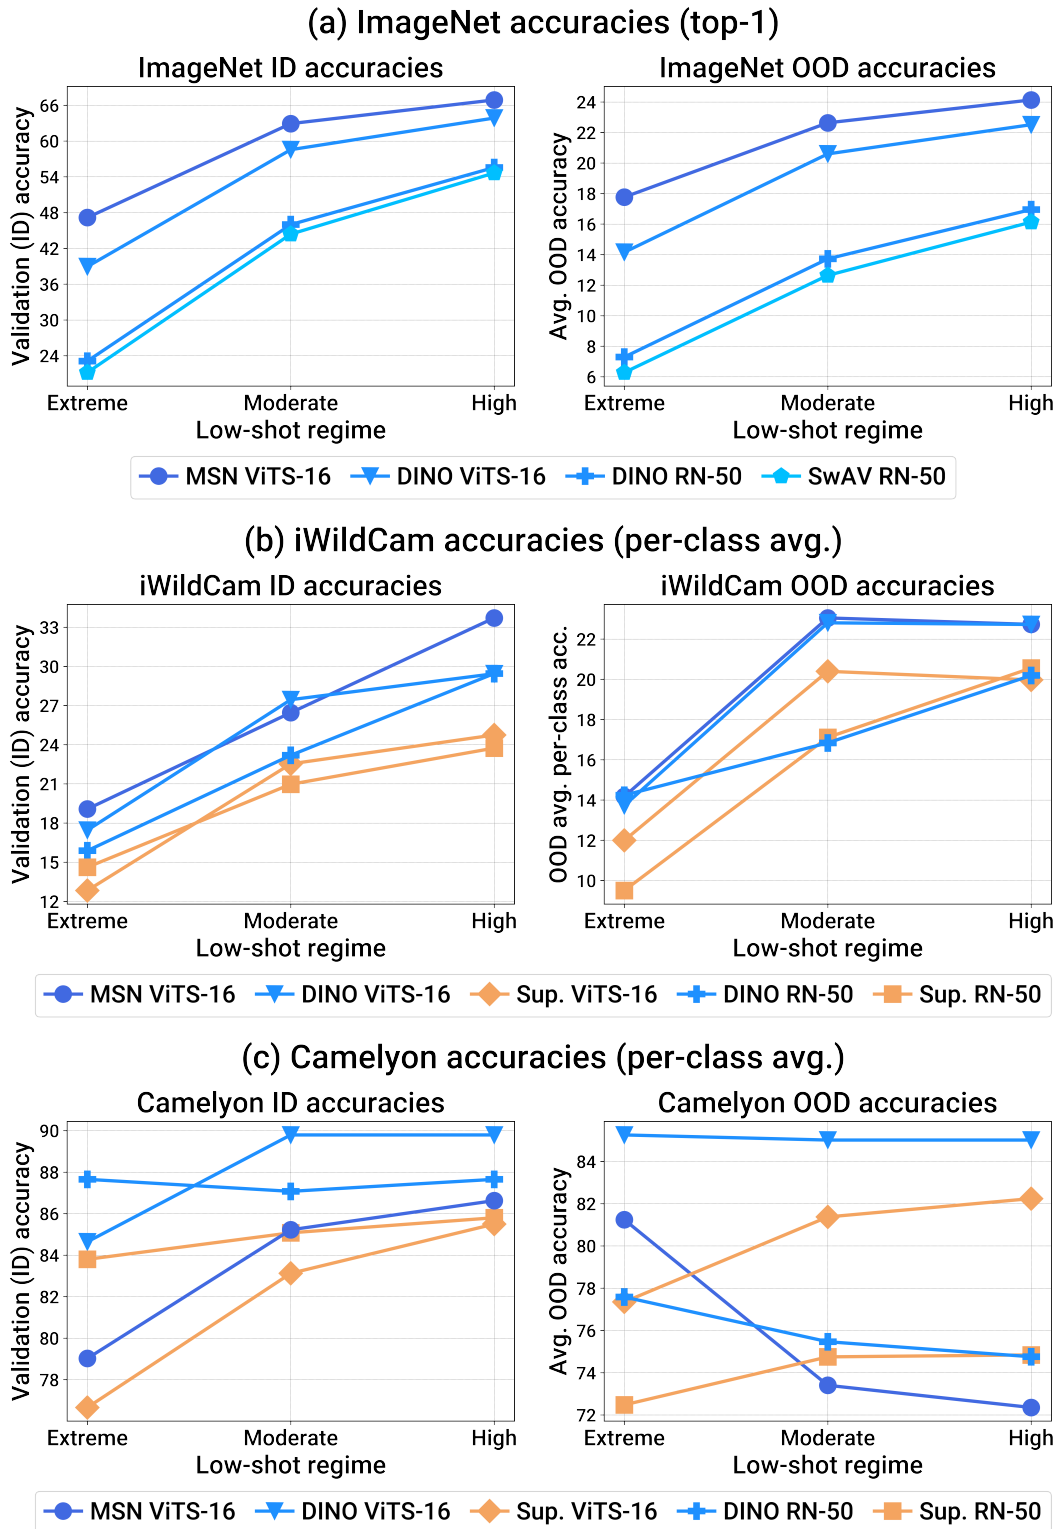 (a) ImageNet accuracies (top-1)
ImageNet ID accuracies
Validation (ID) accuracy
66
60
54
48
42
36
30
24
Extreme Moderate High
Low-shot regime
ImageNet OOD accuracies
Avg. OOD accuracy
24
22
20
18
16
14
12
10
8
6
Extreme Moderate High
Low-shot regime
MSN ViTS-16 DINO ViTS-16 DINO RN-50 SwAV RN-50
(b) iWildCam accuracies (per-class avg.)
iWildCam ID accuracies
Validation (ID) accuracy
33
30
27
24
21
18
15
12
Extreme Moderate High
Low-shot regime
iWildCam OOD accuracies
OOD avg. per-class acc.
22
20
18
16
14
12
10
Extreme Moderate High
Low-shot regime
MSN ViTS-16 DINO ViTS-16 Sup. ViTS-16 DINO RN-50 Sup. RN-50
(c) Camelyon accuracies (per-class avg.)
Camelyon ID accuracies
Validation (ID) accuracy
90
88
86
84
82
80
78
Extreme Moderate High
Low-shot regime
Camelyon OOD accuracies
Avg. OOD accuracy
84
82
80
78
76
74
72
Extreme Moderate High
Low-shot regime
MSN ViTS-16 DINO ViTS-16 Sup. ViTS-16 DINO RN-50 Sup. RN-50